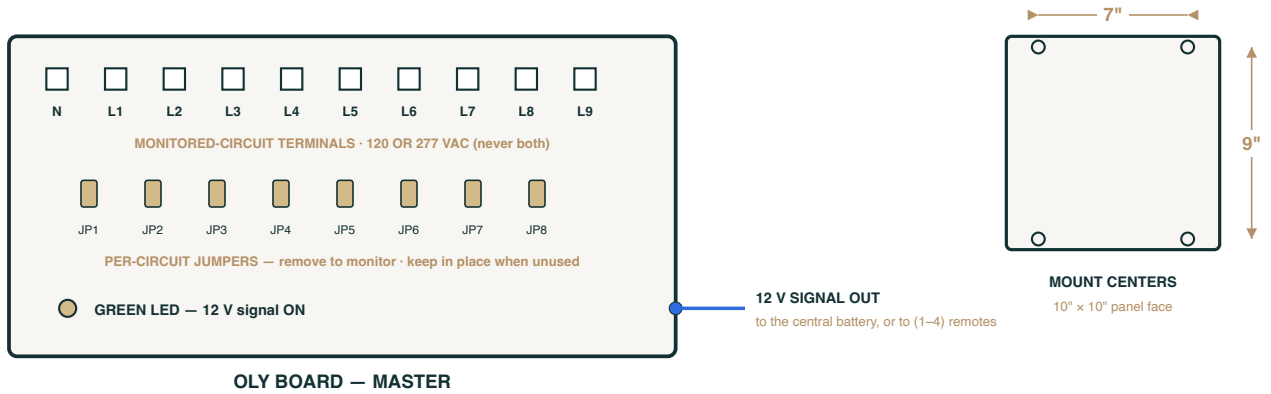 7"
N L1 L2 L3 L4 L5 L6 L7 L8 L9
MONITORED-CIRCUIT TERMINALS · 120 OR 277 VAC (never both)
9"
JP1 JP2 JP3 JP4 JP5 JP6 JP7 JP8
PER-CIRCUIT JUMPERS — remove to monitor · keep in place when unused
GREEN LED — 12 V signal ON
12 V SIGNAL OUT
to the central battery, or to (1–4) remotes
MOUNT CENTERS
10" × 10" panel face
OLY BOARD — MASTER